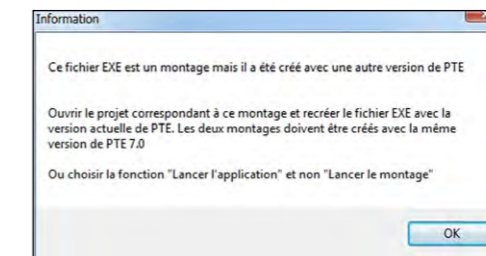 Information
Ce fichier EXE est un montage mais il a été créé avec une autre version de PTE
Ouvrir le projet correspondant à ce montage et recréer le fichier EXE avec la
version actuelle de PTE. Les deux montages doivent être créés avec la même
version de PTE 7.0
Ou choisir la fonction "Lancer l'application" et non "Lancer le montage"
OK